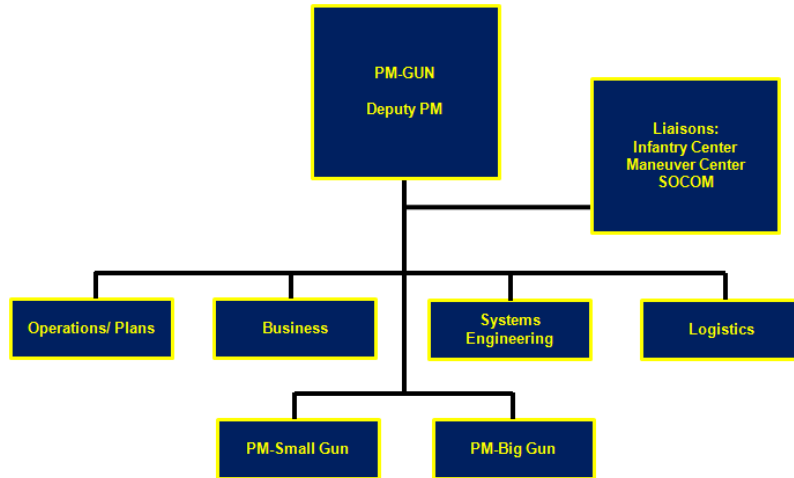 PM-GUN
Deputy PM
Liaisons:
Infantry Center
Maneuver Center
SOCOM
Operations/ Plans
Business
Systems
Engineering
Logistics
PM-Small Gun
PM-Big Gun